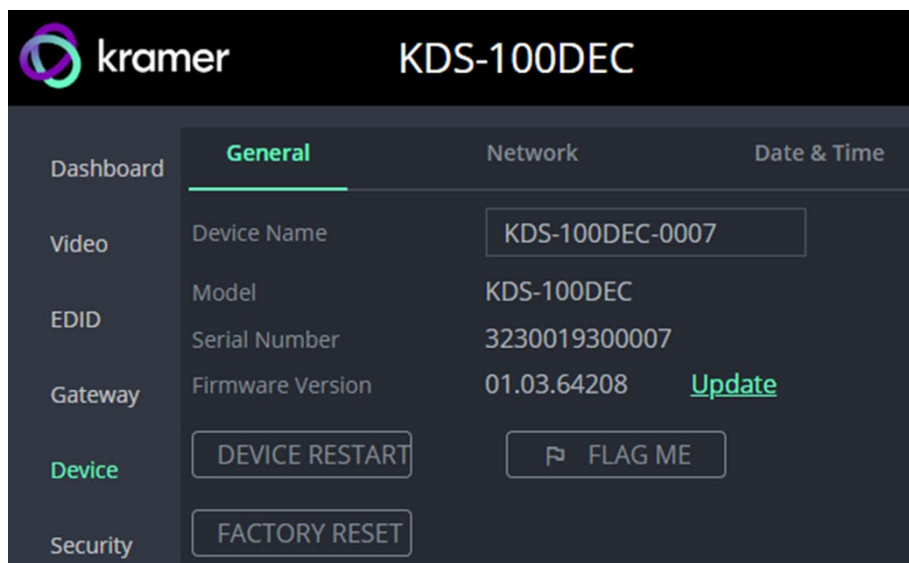 kramer KDS-100DEC
Dashboard
Video
EDID
Gateway
Device
Security
General Network Date & Time
Device Name KDS-100DEC-0007
Model KDS-100DEC
Serial Number 3230019300007
Firmware Version 01.03.64208 Update
DEVICE RESTART FLAG ME
FACTORY RESET